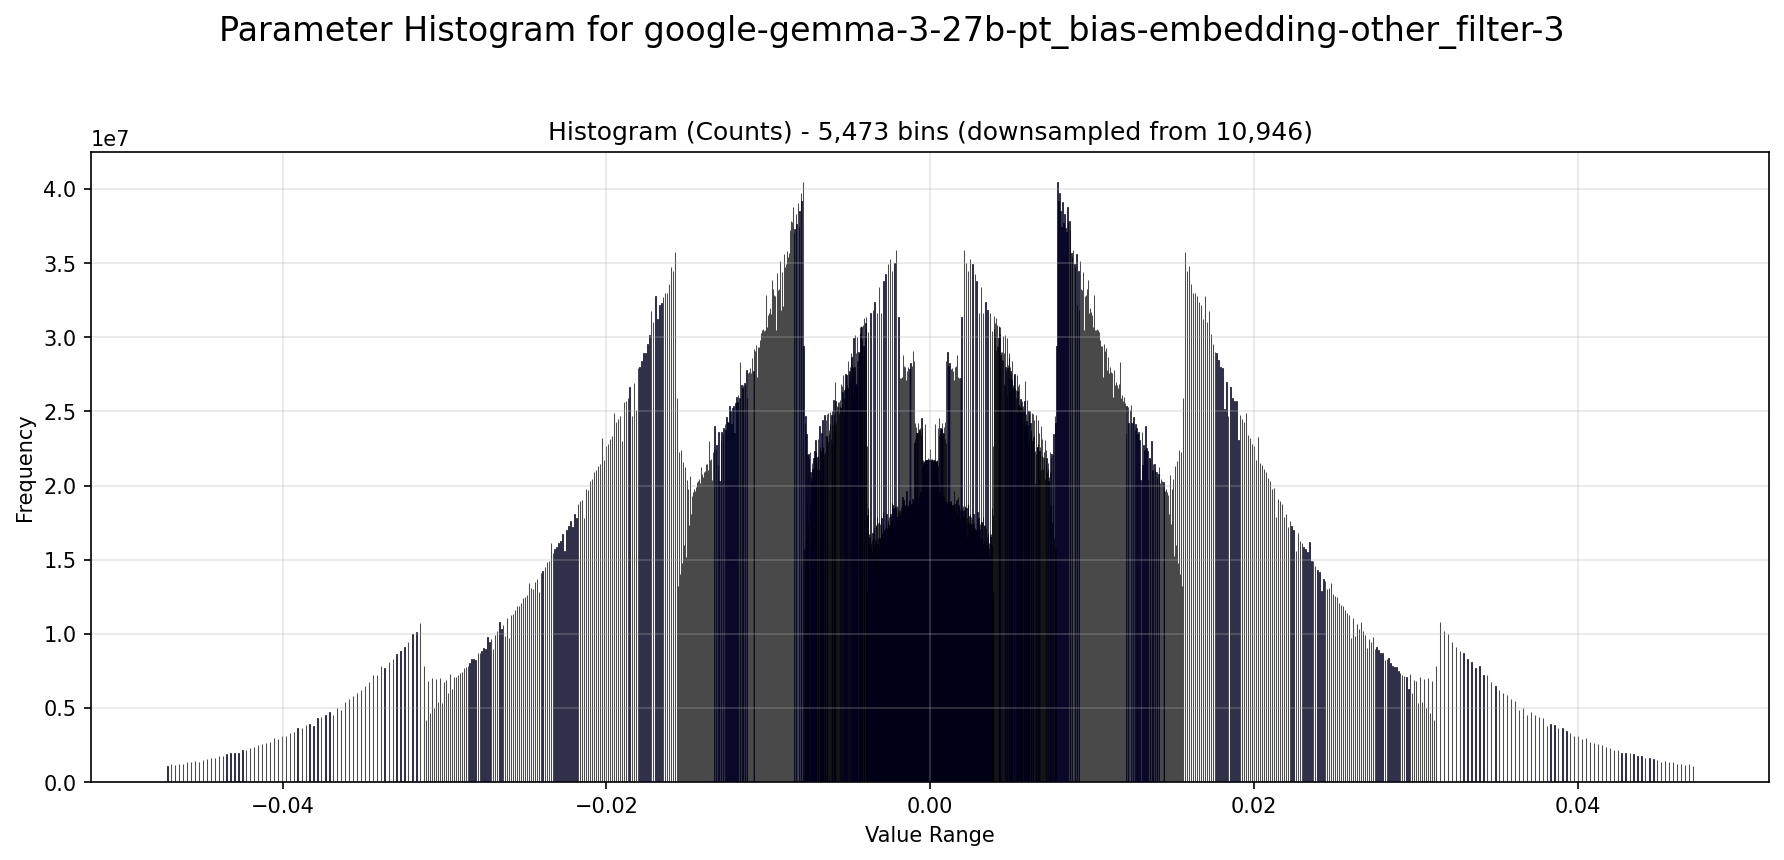 Parameter Histogram for google-gemma-3-27b-pt_bias-embedding-other_filter-3
Histogram (Counts) - 5,473 bins (downsampled from 10,946)
1e7
4.0
3.5
3.0
2.5
2.0
1.5
1.0
0.5
0.0
Frequency
−0.04 −0.02 0.00 0.02 0.04
Value Range